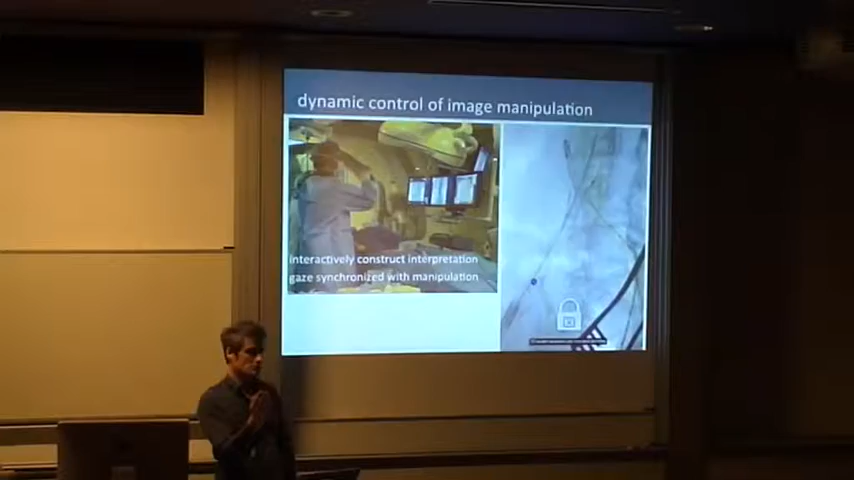 dynamic control of image manipulation
interactively construct interpretation
gaze synchronized with manipulation